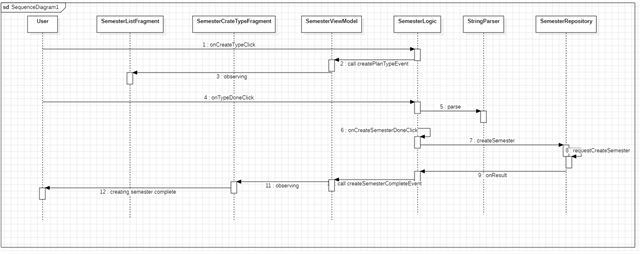 sd SequenceDiagram1
User
SemesterListFragment
SemesterCrateTypeFragment
SemesterViewModel
SemesterLogic
StringParser
SemesterRepository
1 : onCreateTypeClick
2 : call createPlanTypeEvent
3 : observing
4 : onTypeDoneClick
5 : parse
6 : onCreateSemesterDoneClick
7 : createSemester
8 : requestCreateSemester
9 : onResult
call createSemesterCompleteEvent
11 : observing
12 : creating semester complete